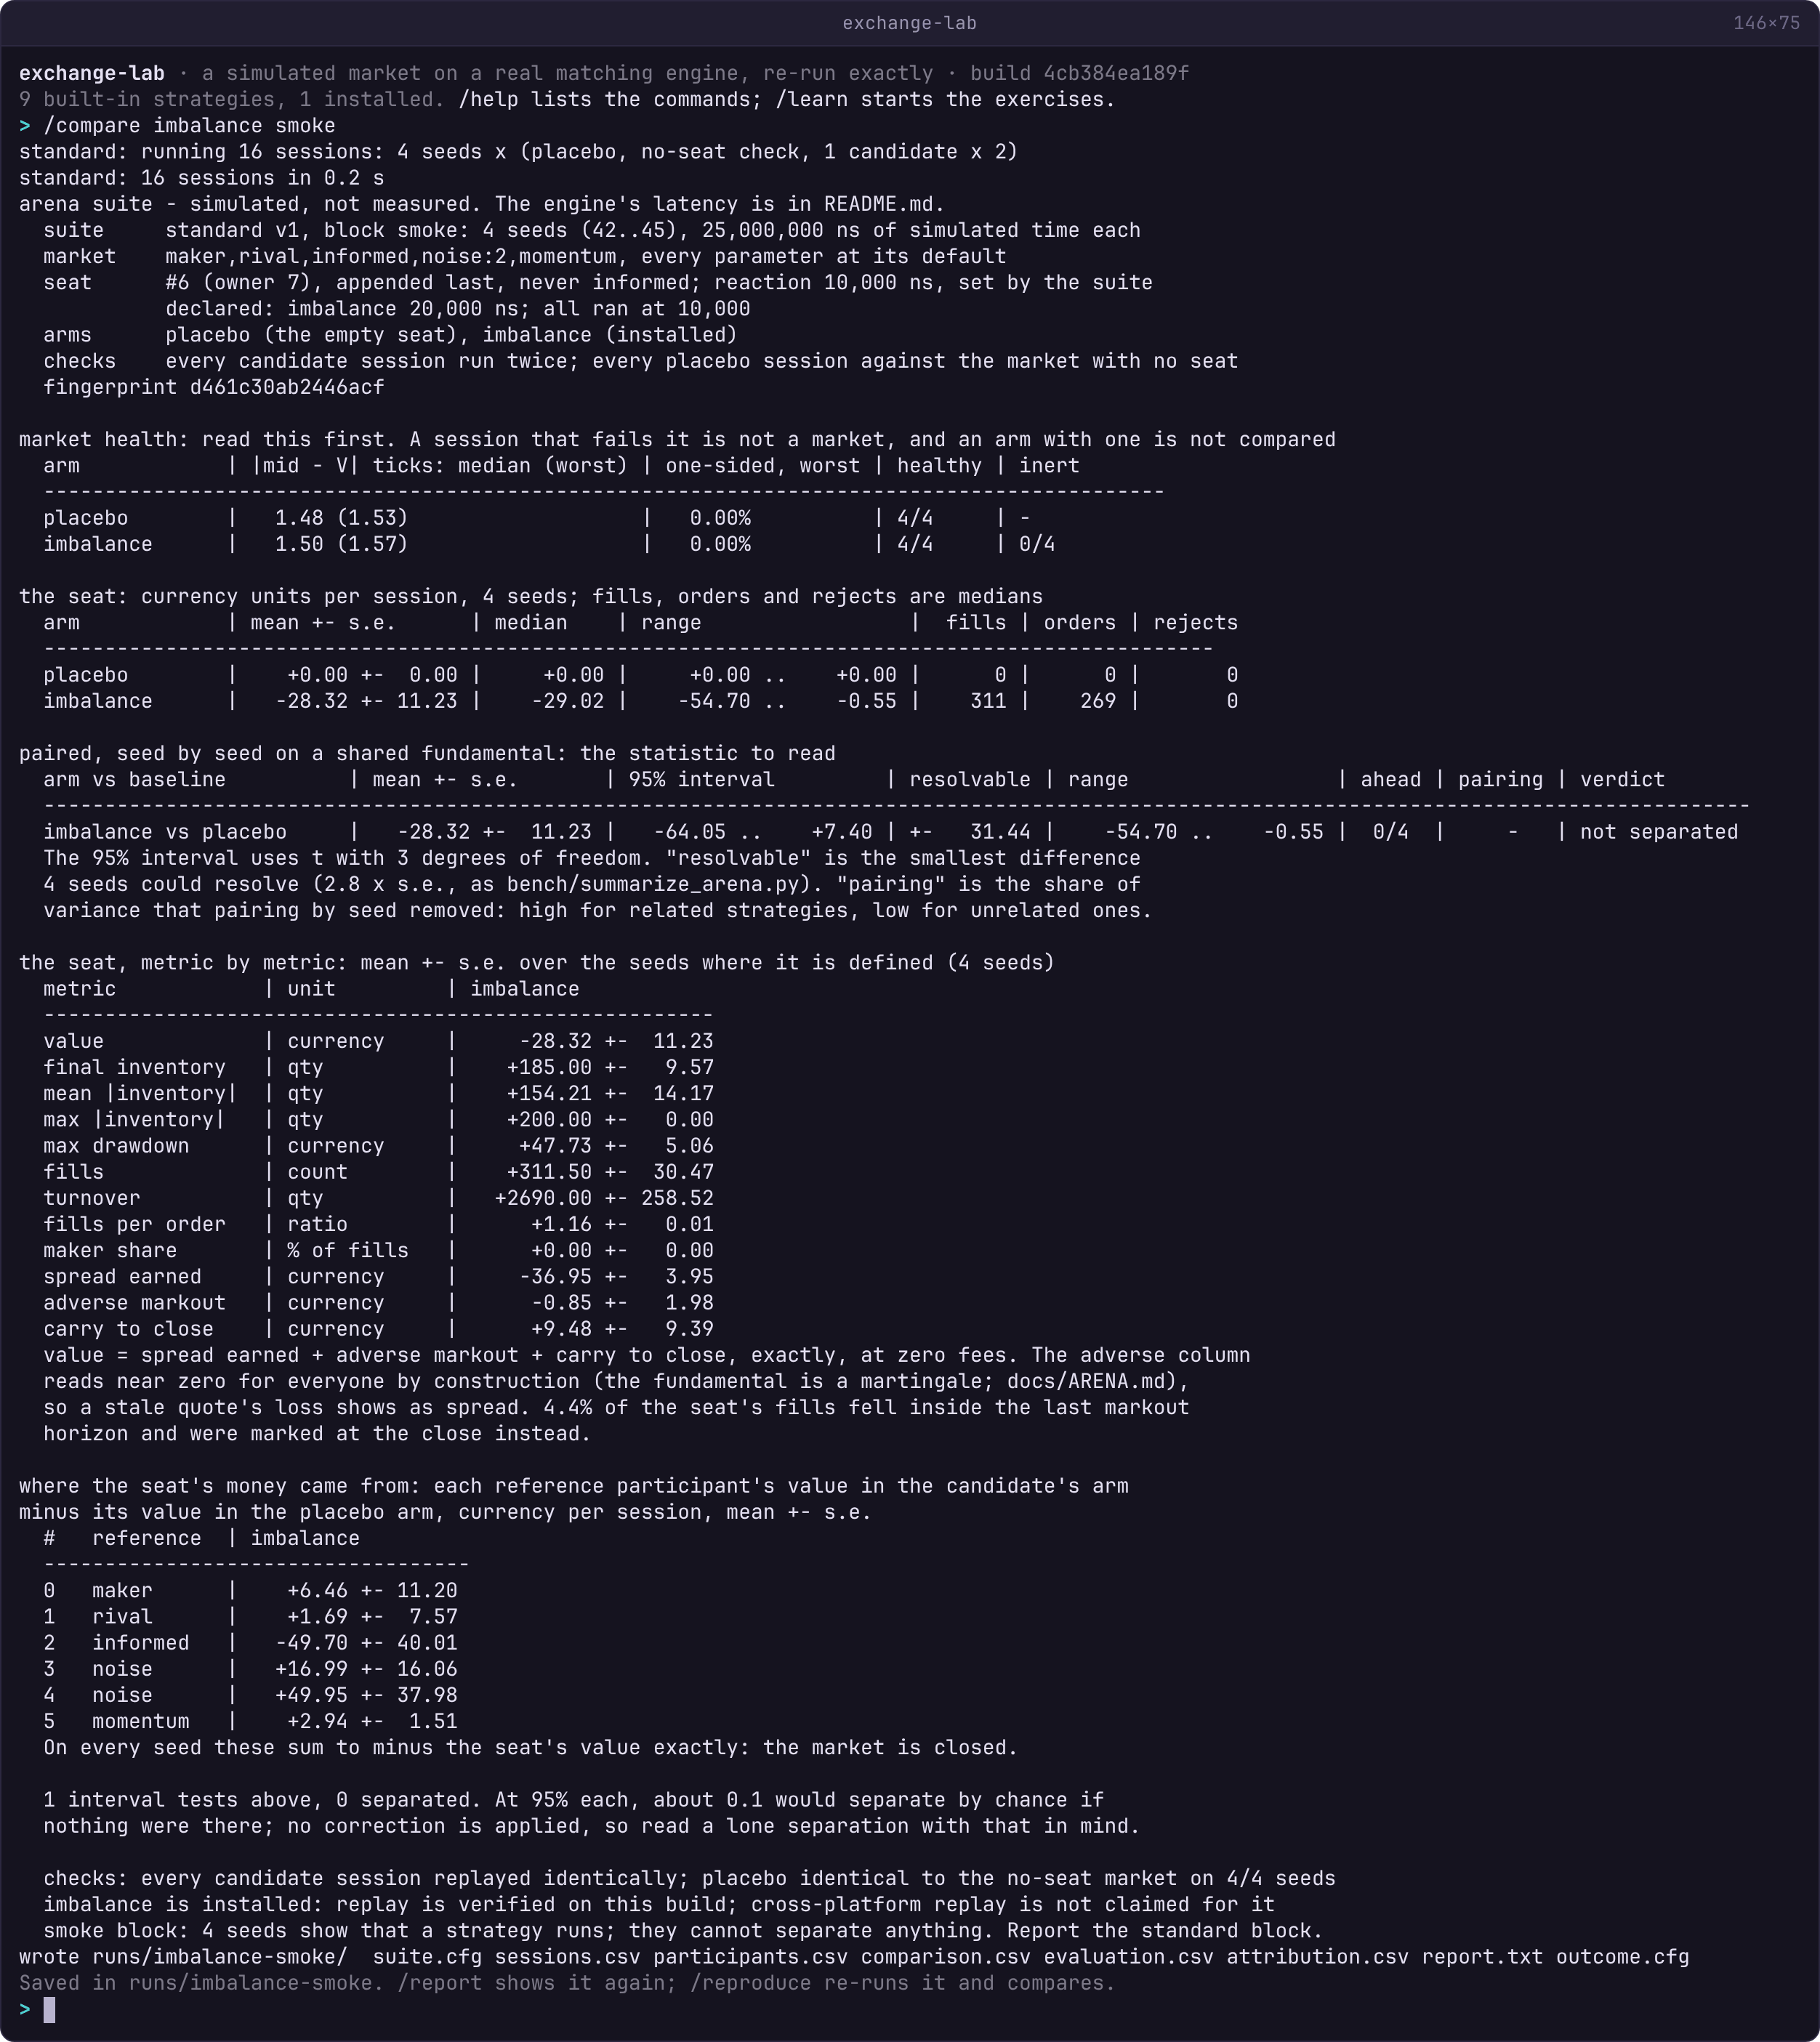 exchange-lab
146×75
exchange-lab · a simulated market on a real matching engine, re-run exactly · build 4cb384ea189f
9 built-in strategies, 1 installed. /help lists the commands; /learn starts the exercises.
> /compare imbalance smoke
standard: running 16 sessions: 4 seeds x (placebo, no-seat check, 1 candidate x 2)
standard: 16 sessions in 0.2 s
arena suite - simulated, not measured. The engine's latency is in README.md.
  suite     standard v1, block smoke: 4 seeds (42..45), 25,000,000 ns of simulated time each
  market    maker,rival,informed,noise:2,momentum, every parameter at its default
  seat      #6 (owner 7), appended last, never informed; reaction 10,000 ns, set by the suite
            declared: imbalance 20,000 ns; all ran at 10,000
  arms      placebo (the empty seat), imbalance (installed)
  checks    every candidate session run twice; every placebo session against the market with no seat
  fingerprint d461c30ab2446acf

market health: read this first. A session that fails it is not a market, and an arm with one is not compared
  arm            | |mid - V| ticks: median (worst) | one-sided, worst | healthy | inert
  --------------------------------------------------------------------------------------------
  placebo        |   1.48 (1.53)                   |   0.00%          | 4/4     | -
  imbalance      |   1.50 (1.57)                   |   0.00%          | 4/4     | 0/4

the seat: currency units per session, 4 seeds; fills, orders and rejects are medians
  arm            | mean +- s.e.      | median    | range                 |  fills | orders | rejects
  ------------------------------------------------------------------------------------------------
  placebo        |    +0.00 +-  0.00 |     +0.00 |     +0.00 ..    +0.00 |      0 |      0 |       0
  imbalance      |   -28.32 +- 11.23 |    -29.02 |    -54.70 ..    -0.55 |    311 |    269 |       0

paired, seed by seed on a shared fundamental: the statistic to read
  arm vs baseline          | mean +- s.e.       | 95% interval         | resolvable | range                 | ahead | pairing | verdict
  --------------------------------------------------------------------------------------------------------------------------------------------
  imbalance vs placebo     |   -28.32 +-  11.23 |   -64.05 ..    +7.40 | +-   31.44 |    -54.70 ..    -0.55 |  0/4  |     -   | not separated
  The 95% interval uses t with 3 degrees of freedom. "resolvable" is the smallest difference
  4 seeds could resolve (2.8 x s.e., as bench/summarize_arena.py). "pairing" is the share of
  variance that pairing by seed removed: high for related strategies, low for unrelated ones.

the seat, metric by metric: mean +- s.e. over the seeds where it is defined (4 seeds)
  metric            | unit         | imbalance
  -------------------------------------------------------
  value             | currency     |     -28.32 +-  11.23
  final inventory   | qty          |    +185.00 +-   9.57
  mean |inventory|  | qty          |    +154.21 +-  14.17
  max |inventory|   | qty          |    +200.00 +-   0.00
  max drawdown      | currency     |     +47.73 +-   5.06
  fills             | count        |    +311.50 +-  30.47
  turnover          | qty          |   +2690.00 +- 258.52
  fills per order   | ratio        |      +1.16 +-   0.01
  maker share       | % of fills   |      +0.00 +-   0.00
  spread earned     | currency     |     -36.95 +-   3.95
  adverse markout   | currency     |      -0.85 +-   1.98
  carry to close    | currency     |      +9.48 +-   9.39
  value = spread earned + adverse markout + carry to close, exactly, at zero fees. The adverse column
  reads near zero for everyone by construction (the fundamental is a martingale; docs/ARENA.md),
  so a stale quote's loss shows as spread. 4.4% of the seat's fills fell inside the last markout
  horizon and were marked at the close instead.

where the seat's money came from: each reference participant's value in the candidate's arm
minus its value in the placebo arm, currency per session, mean +- s.e.
  #   reference  | imbalance
  -----------------------------------
  0   maker      |    +6.46 +- 11.20
  1   rival      |    +1.69 +-  7.57
  2   informed   |   -49.70 +- 40.01
  3   noise      |   +16.99 +- 16.06
  4   noise      |   +49.95 +- 37.98
  5   momentum   |    +2.94 +-  1.51
  On every seed these sum to minus the seat's value exactly: the market is closed.

  1 interval tests above, 0 separated. At 95% each, about 0.1 would separate by chance if
  nothing were there; no correction is applied, so read a lone separation with that in mind.

  checks: every candidate session replayed identically; placebo identical to the no-seat market on 4/4 seeds
  imbalance is installed: replay is verified on this build; cross-platform replay is not claimed for it
  smoke block: 4 seeds show that a strategy runs; they cannot separate anything. Report the standard block.
wrote runs/imbalance-smoke/  suite.cfg sessions.csv participants.csv comparison.csv evaluation.csv attribution.csv report.txt outcome.cfg
Saved in runs/imbalance-smoke. /report shows it again; /reproduce re-runs it and compares.
>